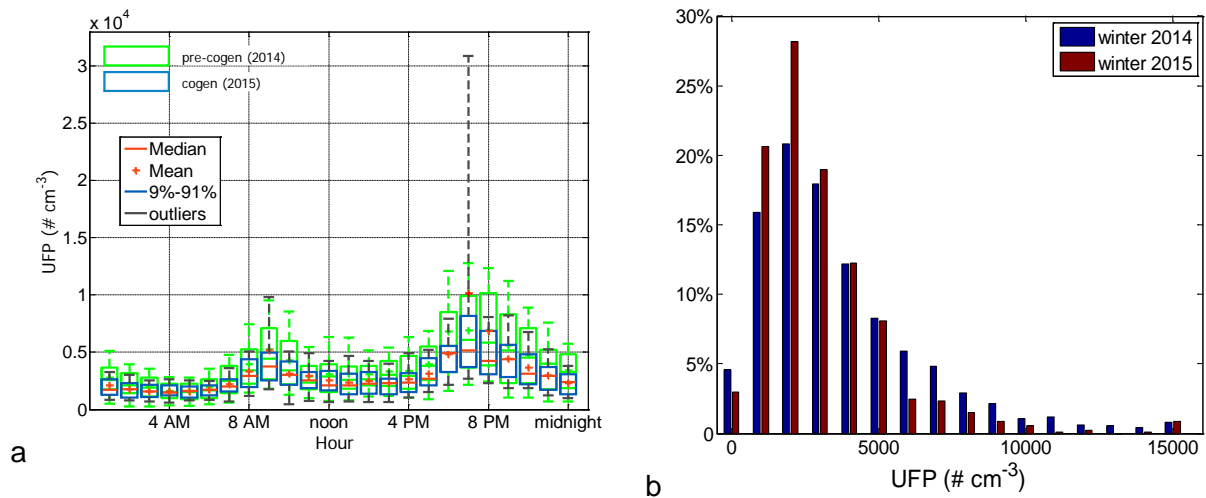 x 10⁴
3
2.5
2
1.5
1
0.5
0
UFP (# cm⁻³)
pre-cogen (2014)
cogen (2015)
Median
Mean
9%-91%
outliers
4 AM 8 AM noon 4 PM 8 PM midnight
Hour
a
30%
25%
20%
15%
10%
5%
0
winter 2014
winter 2015
0 5000 10000 15000
UFP (# cm⁻³)
b